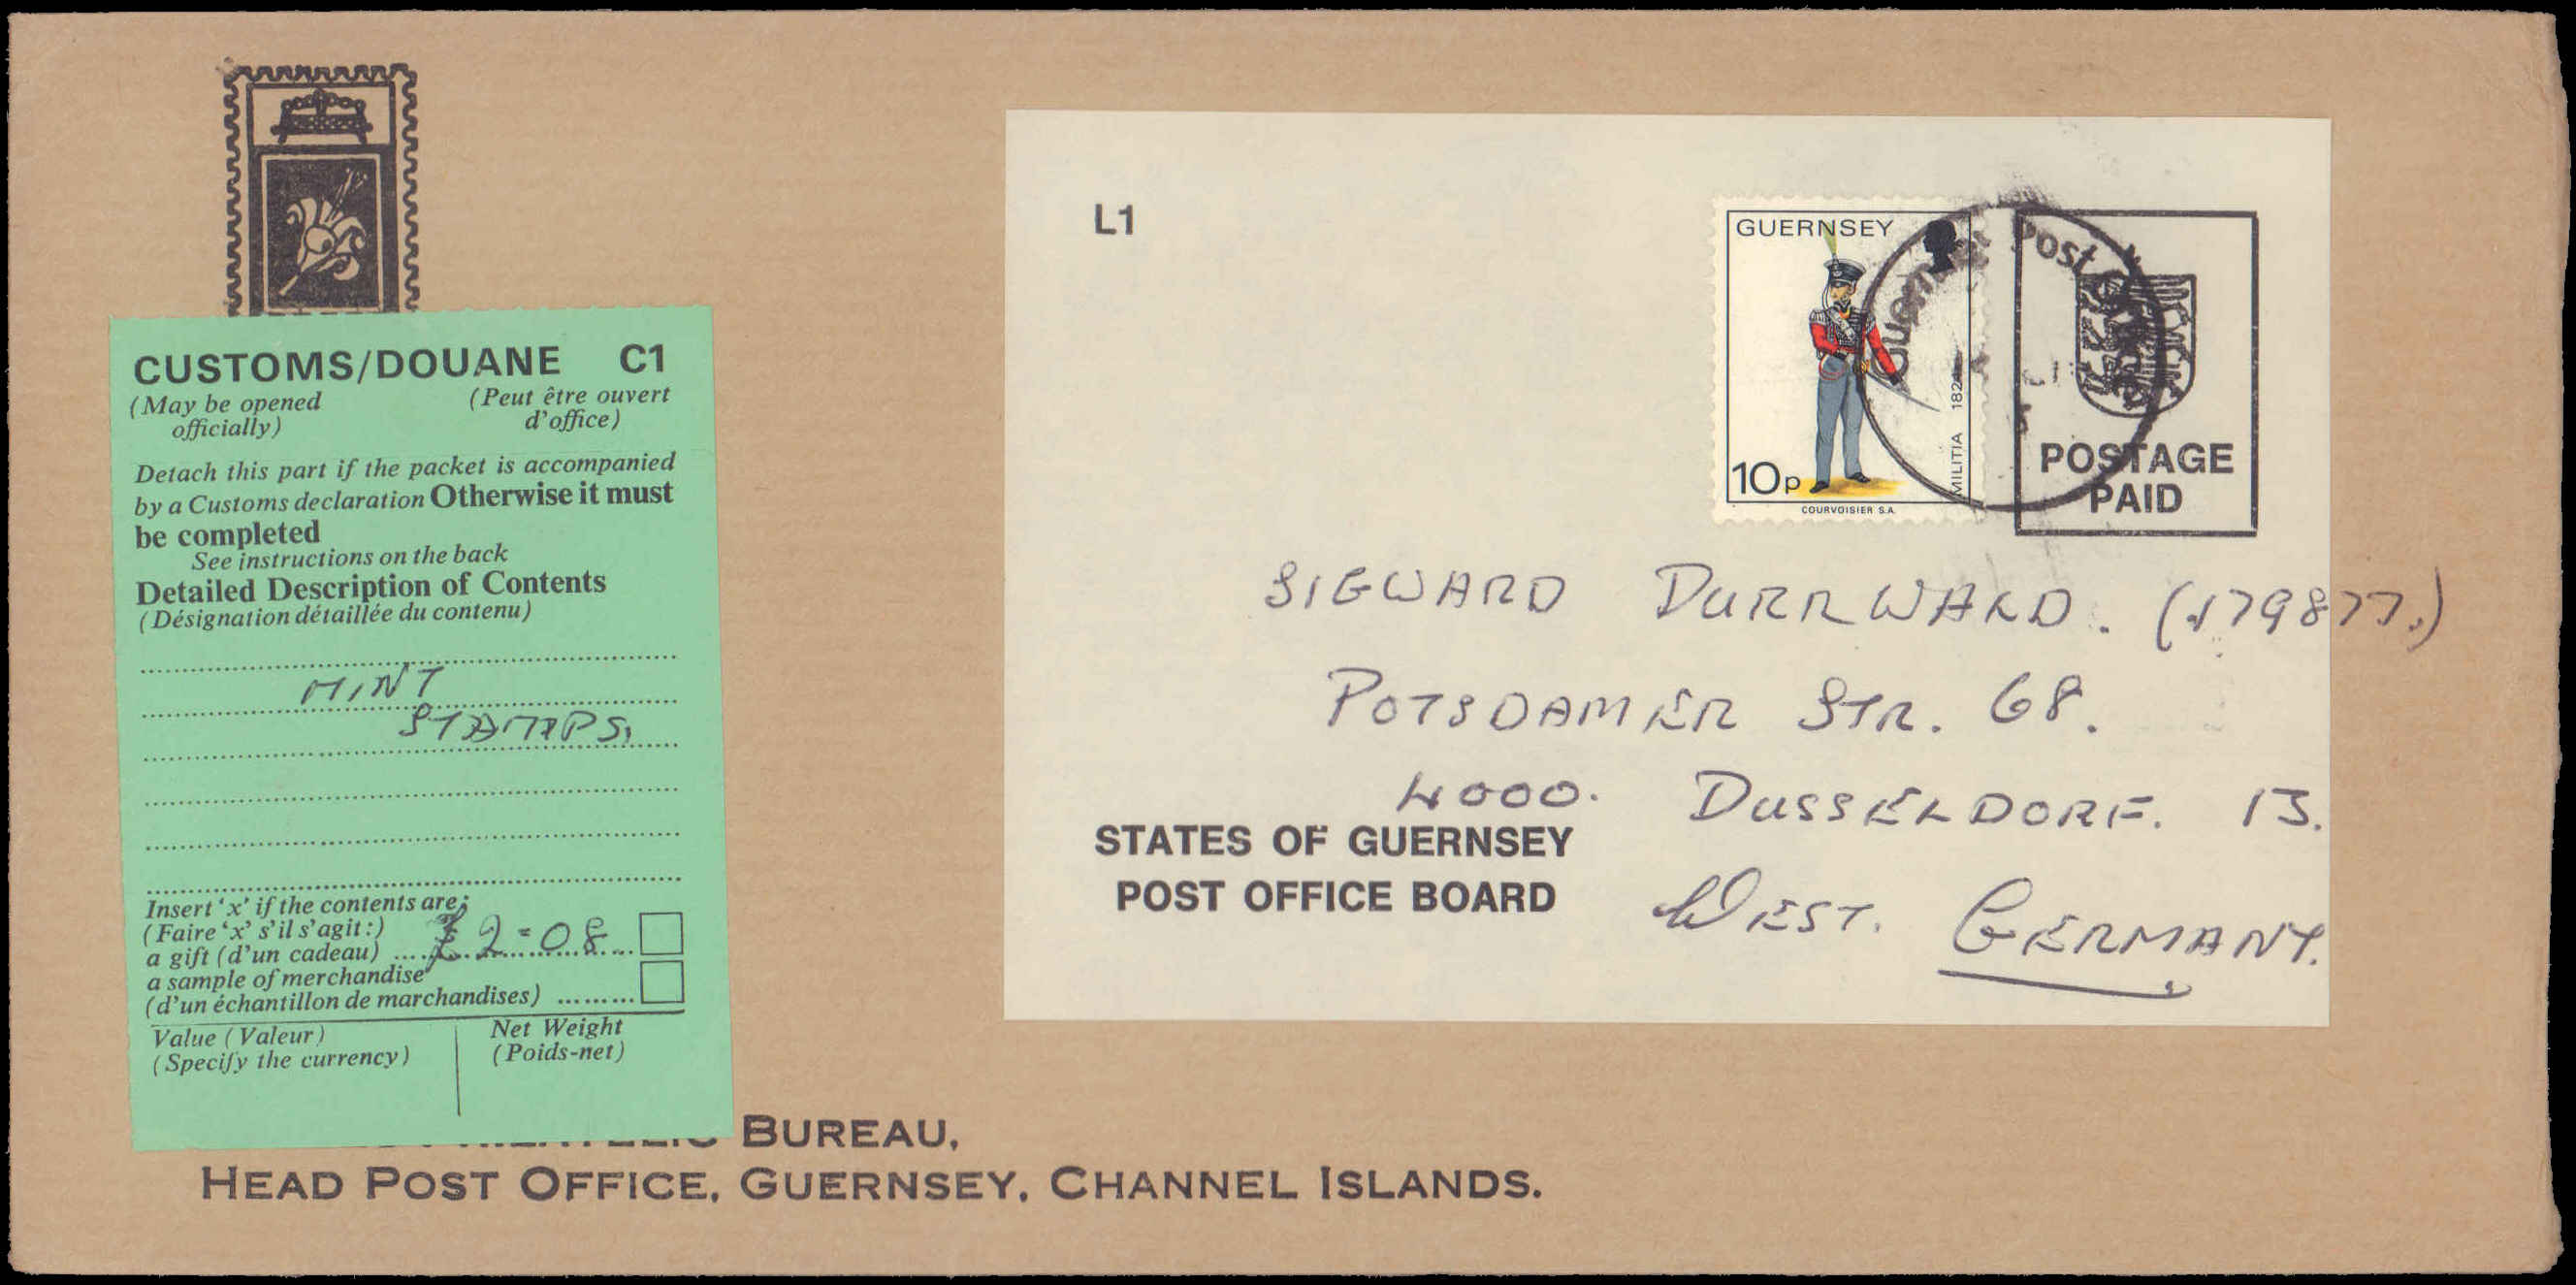 CUSTOMS/DOUANE C1
(May be opened officially) (Peut être ouvert d'office)
Detach this part if the packet is accompanied
by a Customs declaration Otherwise it must
be completed
See instructions on the back
Detailed Description of Contents
(Désignation détaillée du contenu)
MINT
STAMPS.
Insert 'x' if the contents are:
(Faire 'x' s'il s'agit:)
a gift (d'un cadeau) £2=08
a sample of merchandise
(d'un échantillon de marchandises)
Value (Valeur)
(Specify the currency)
Net Weight
(Poids-net)
BUREAU,
HEAD POST OFFICE, GUERNSEY, CHANNEL ISLANDS.
L1
GUERNSEY
10p
MILITIA
COURVOISIER S.A.
Guernsey Post
POSTAGE
PAID
SIGWARD DURRWALD. (179877.)
POTSDAMER STR. 68.
4000. DUSSELDORF. 13.
WEST. GERMANY.
STATES OF GUERNSEY
POST OFFICE BOARD